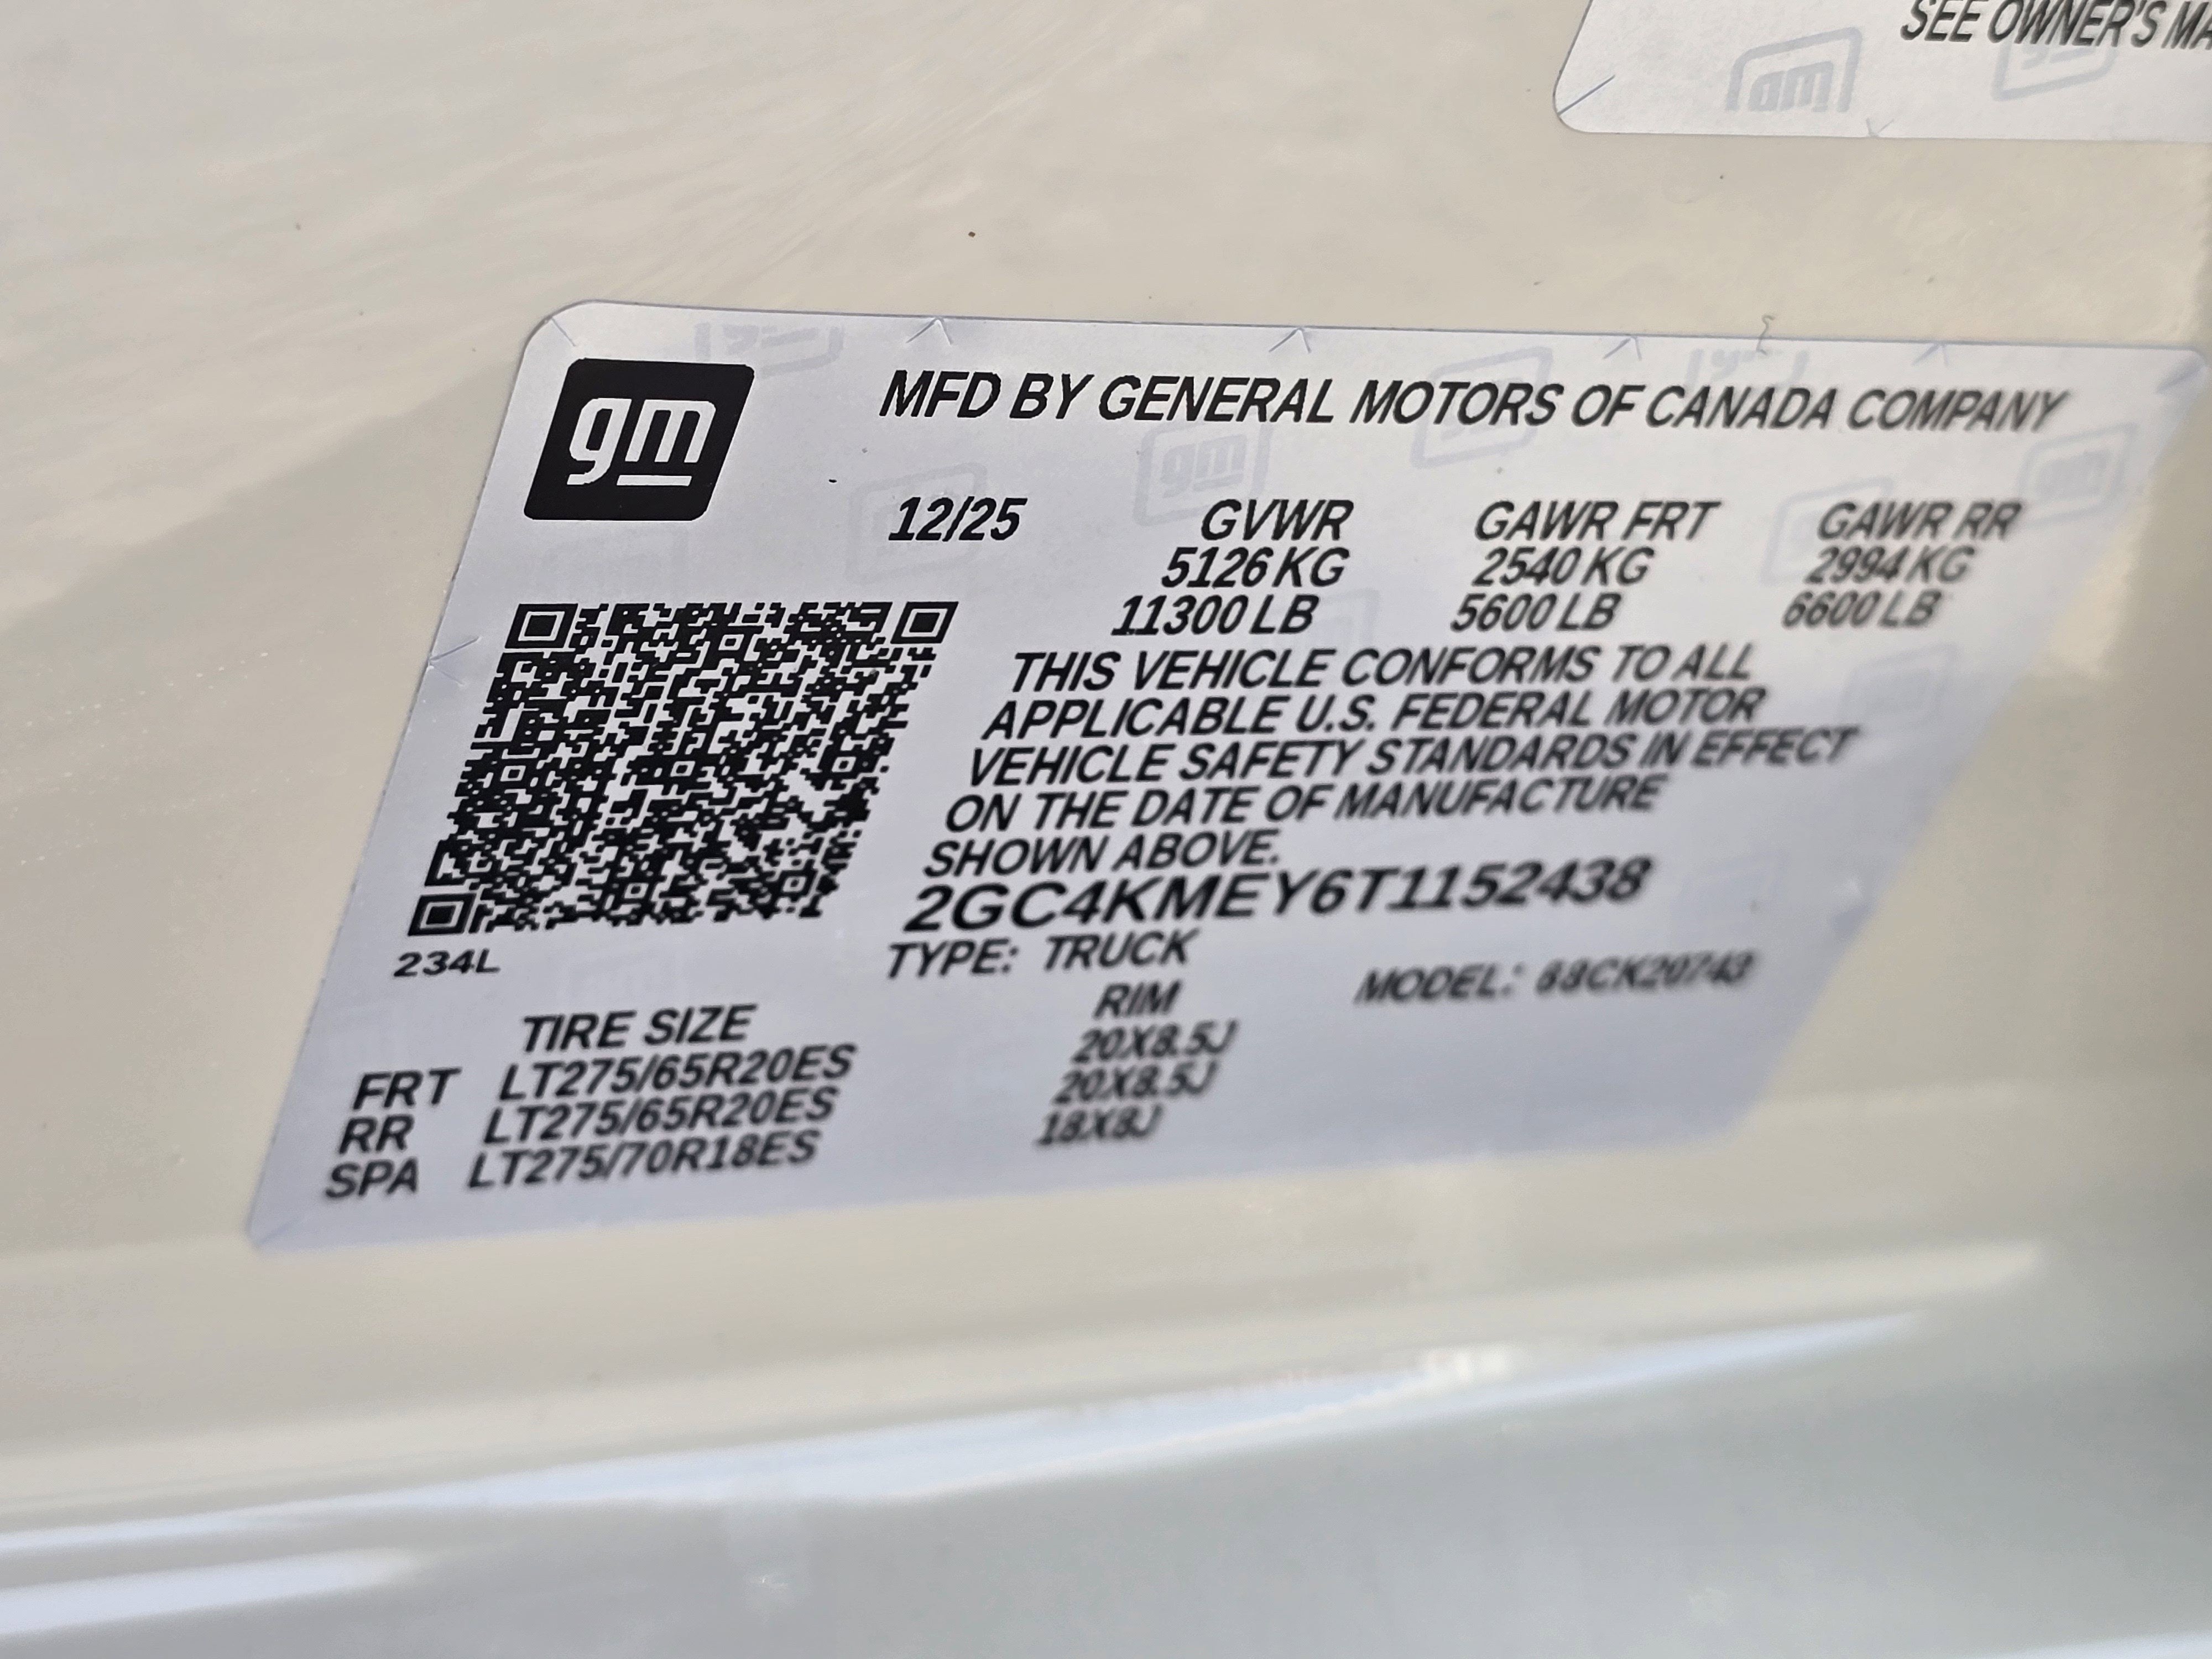 SEE OWNER'S
gm
MFD BY GENERAL MOTORS OF CANADA COMPANY
12/25 GVWR GAWR FRT GAWR RR
5126 KG 2540 KG 2994 KG
11300 LB 5600 LB 6600 LB
THIS VEHICLE CONFORMS TO ALL
APPLICABLE U.S. FEDERAL MOTOR
VEHICLE SAFETY STANDARDS IN EFFECT
ON THE DATE OF MANUFACTURE
SHOWN ABOVE.
2GC4KMEY6T1152438
234L
TYPE: TRUCK MODEL:
TIRE SIZE RIM
FRT LT275/65R20ES 20X8.5J
RR LT275/65R20ES 20X8.5J
SPA LT275/70R18ES 18X8J